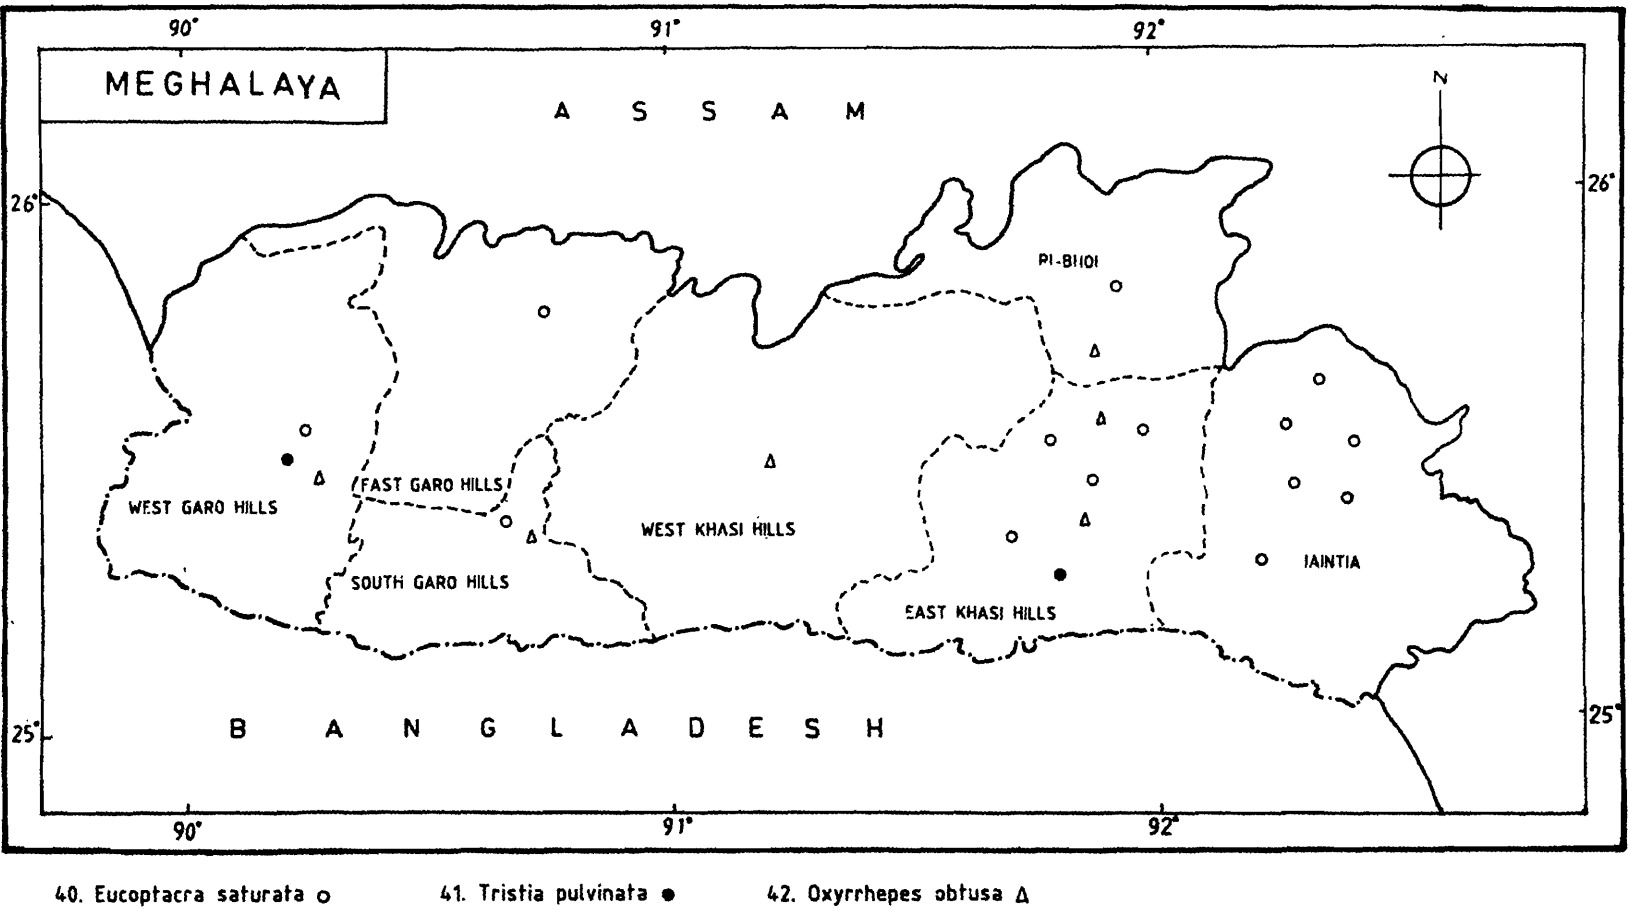 90° 91° 92°
MEGHALAYA
N
A S S A M
26° 26°
RI-BHOI
EAST GARO HILLS
WEST GARO HILLS
WEST KHASI HILLS
JAINTIA
SOUTH GARO HILLS
EAST KHASI HILLS
25° 25°
B A N G L A D E S H
90° 91° 92°
40. Eucoptacra saturata ○ 41. Tristia pulvinata ● 42. Oxyrrhepes obtusa △